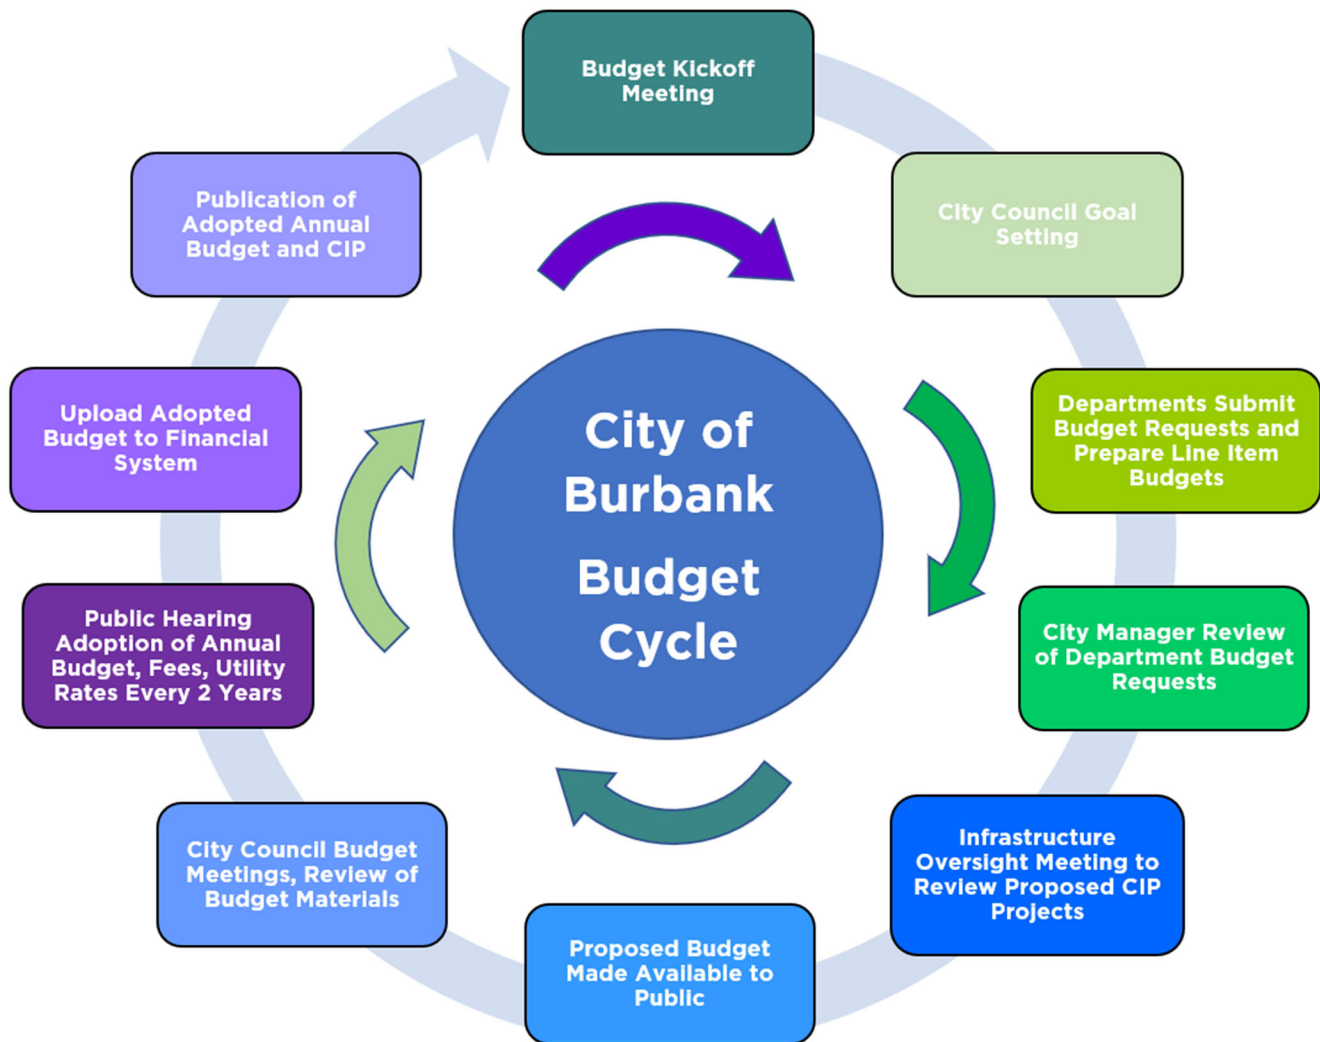 Budget Kickoff
Meeting
City Council Goal
Setting
Departments Submit
Budget Requests and
Prepare Line Item
Budgets
City Manager Review
of Department Budget
Requests
Infrastructure
Oversight Meeting to
Review Proposed CIP
Projects
Proposed Budget
Made Available to
Public
City Council Budget
Meetings, Review of
Budget Materials
Public Hearing
Adoption of Annual
Budget, Fees, Utility
Rates Every 2 Years
Upload Adopted
Budget to Financial
System
Publication of
Adopted Annual
Budget and CIP
City of
Burbank
Budget
Cycle